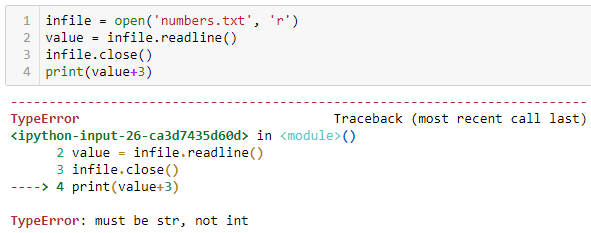 1 infile = open('numbers.txt', 'r')
2 value = infile.readline()
3 infile.close()
4 print(value+3)
---------------------------------------------------------------------------
TypeError                                 Traceback (most recent call last)
<ipython-input-26-ca3d7435d60d> in <module>()
      2 value = infile.readline()
      3 infile.close()
----> 4 print(value+3)
TypeError: must be str, not int